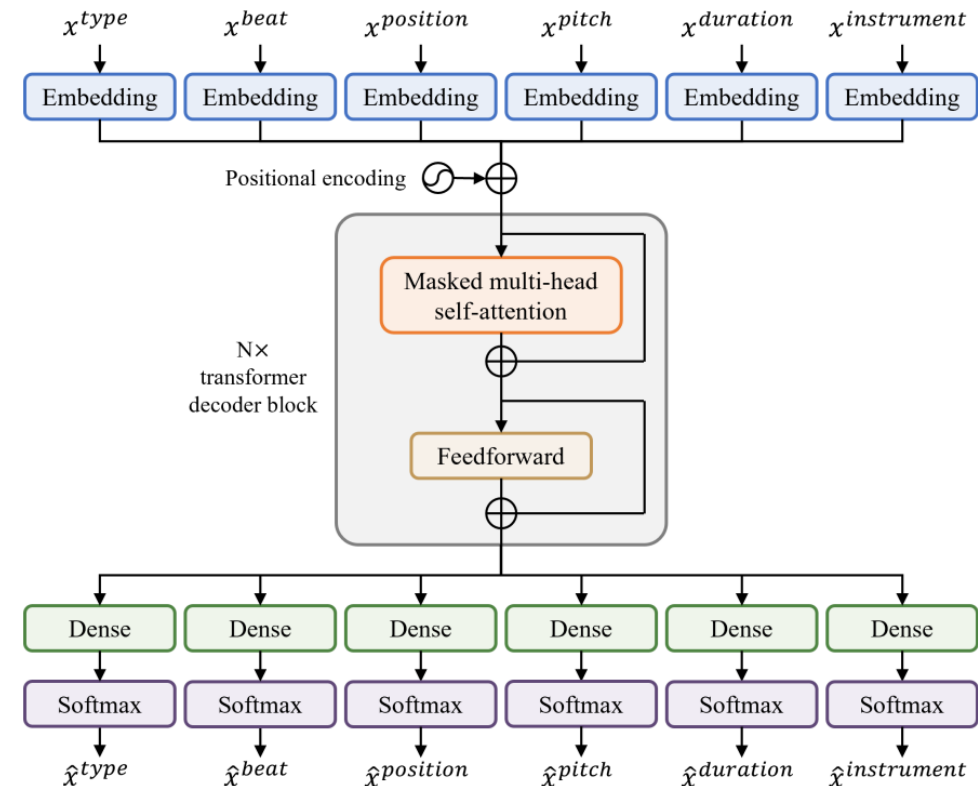 x^type x^beat x^position x^pitch x^duration x^instrument
Embedding Embedding Embedding Embedding Embedding Embedding
Positional encoding
Masked multi-head
self-attention
N×
transformer
decoder block
Feedforward
Dense Dense Dense Dense Dense Dense
Softmax Softmax Softmax Softmax Softmax Softmax
x̂^type x̂^beat x̂^position x̂^pitch x̂^duration x̂^instrument